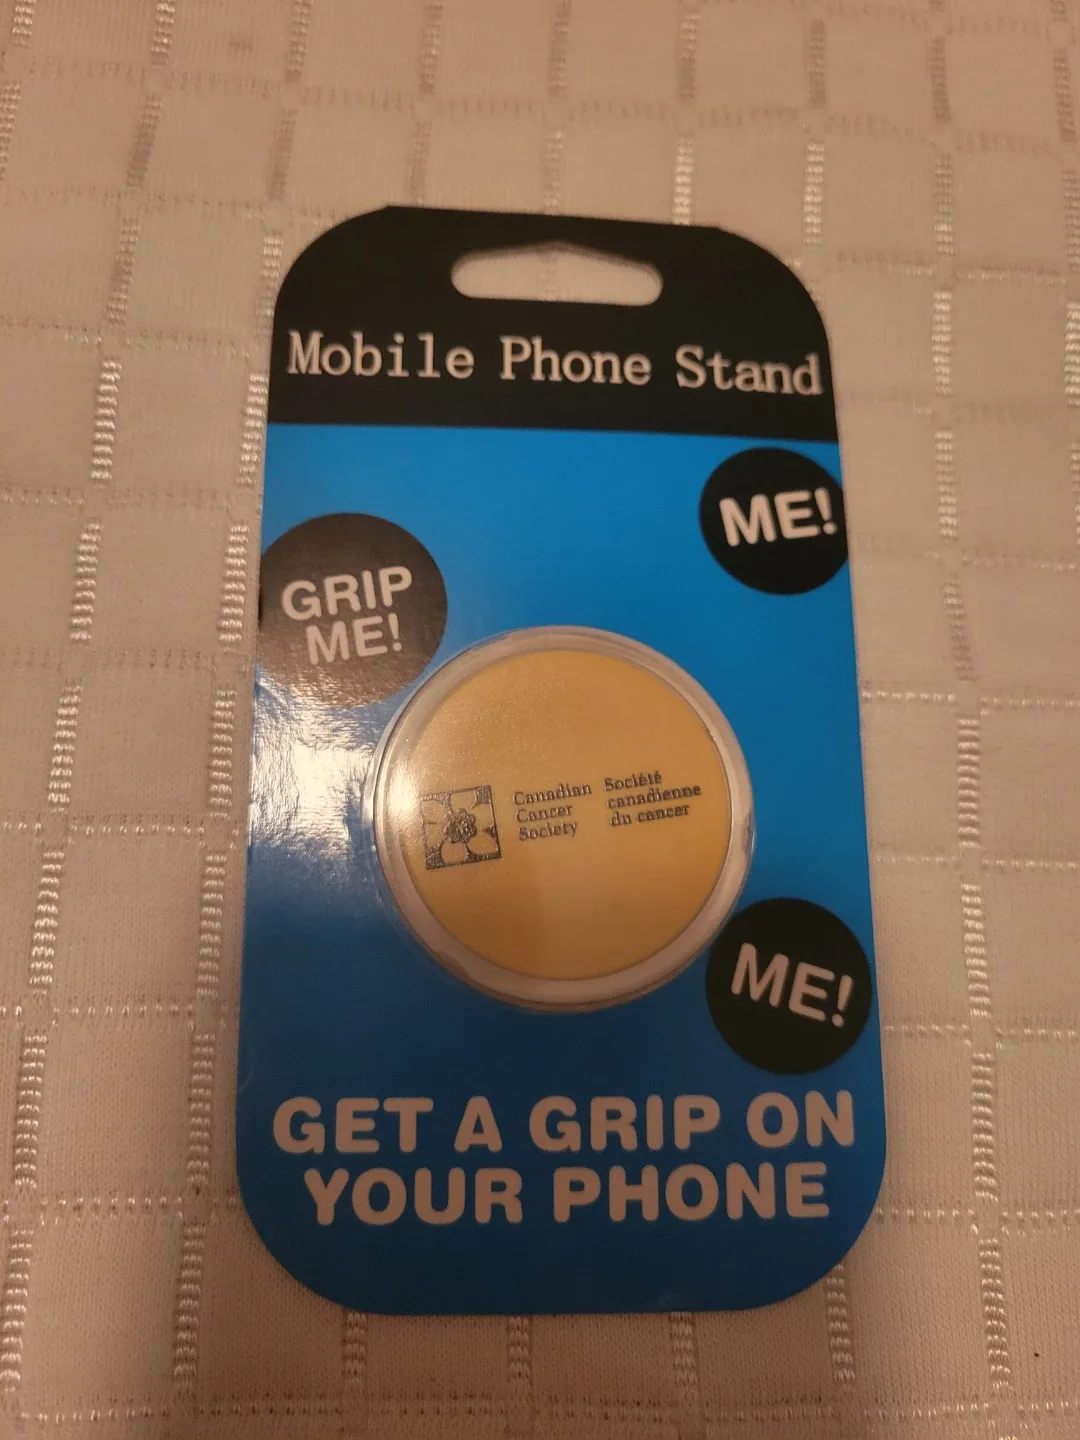 Mobile Phone Stand
ME!
GRIP
ME!
Canadian
Cancer
Society
Société
canadienne
du cancer
ME!
GET A GRIP ON
YOUR PHONE